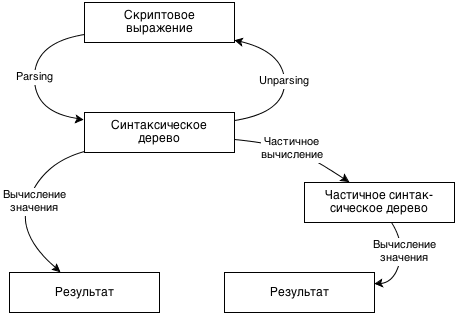 Скриптовое
выражение
Parsing
Unparsing
Синтаксическое
дерево
Частичное
вычисление
Вычисление
значения
Частичное синтак-
сическое дерево
Вычисление
значения
Результат
Результат